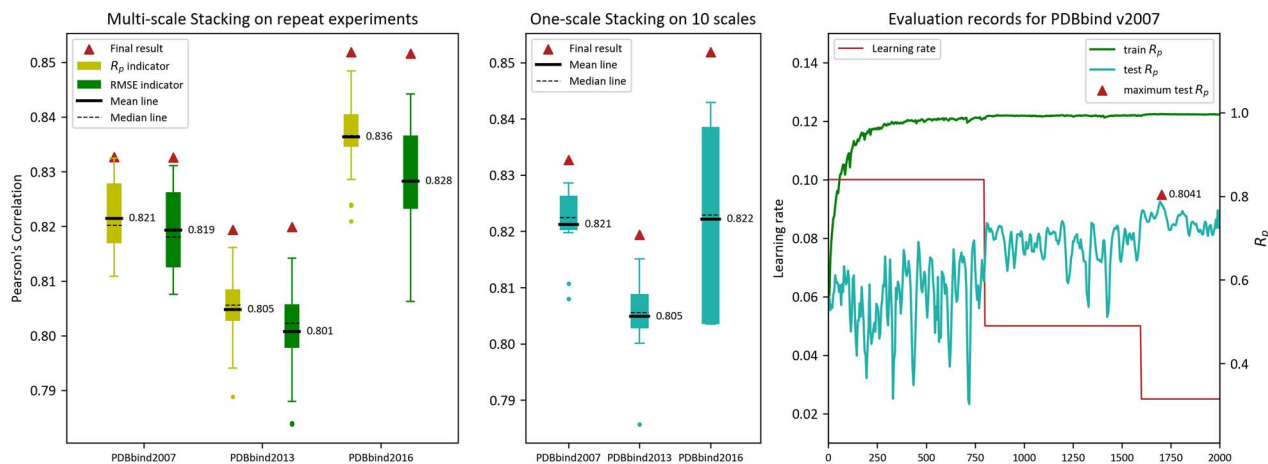 Multi-scale Stacking on repeat experiments
Pearson's Correlation
0.85
0.84
0.83
0.82
0.81
0.80
0.79
Final result
Rp indicator
RMSE indicator
Mean line
Median line
0.821
0.819
0.805
0.801
0.836
0.828
PDBbind2007
PDBbind2013
PDBbind2016
One-scale Stacking on 10 scales
0.85
0.84
0.83
0.82
0.81
0.80
0.79
Final result
Mean line
Median line
0.821
0.805
0.822
PDBbind2007
PDBbind2013
PDBbind2016
Evaluation records for PDBbind v2007
Learning rate
0.14
0.12
0.10
0.08
0.06
0.04
0.02
Learning rate
train Rp
test Rp
maximum test Rp
0.8041
1.0
0.8
0.6
0.4
Rp
0
250
500
750
1000
1250
1500
1750
2000